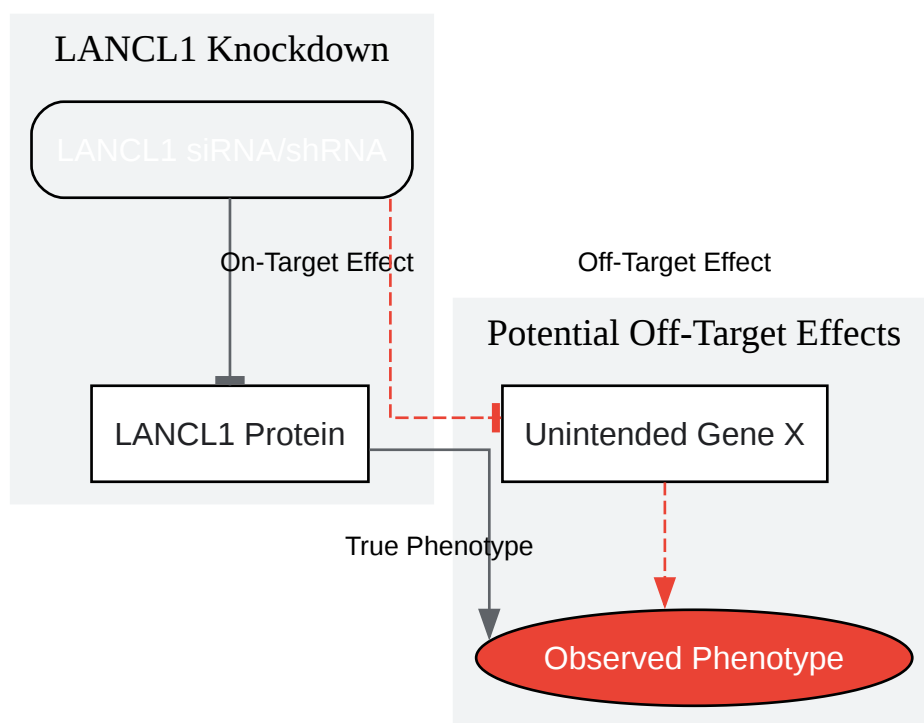 LANCL1 Knockdown
LANCL1 siRNA/shRNA
On-Target Effect
Off-Target Effect
Potential Off-Target Effects
LANCL1 Protein
Unintended Gene X
True Phenotype
Observed Phenotype